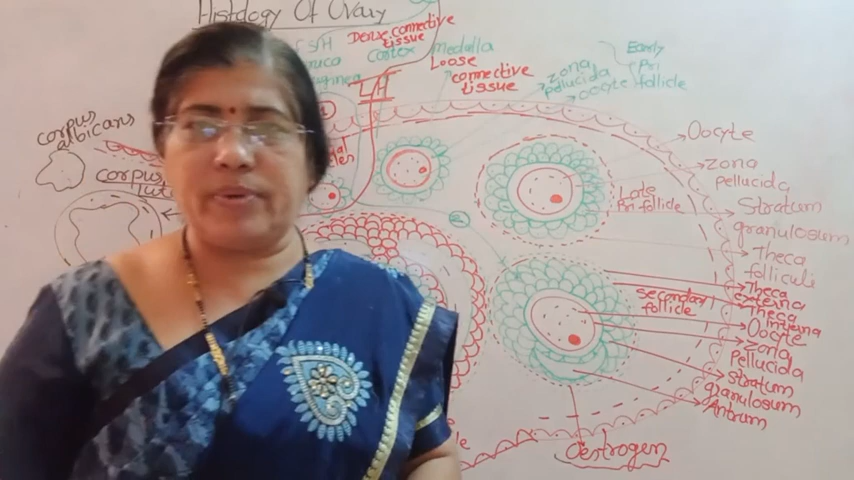 Histology Of Ovary
FSH
Dense connective
tissue
Cortex
Medulla
Loose
connective
tissue
LH
zona
pellucida
oocyte
Early
Pri
follicle
corpus
albicans
corpus
Oocyte
zona
pellucida
Stratum
granulosum
Theca
folliculi
Late
Pri follicle
Theca
externa
Theca
interna
Oocyte
zona
pellucida
stratum
granulosum
Antrum
secondary
follicle
Oestrogen